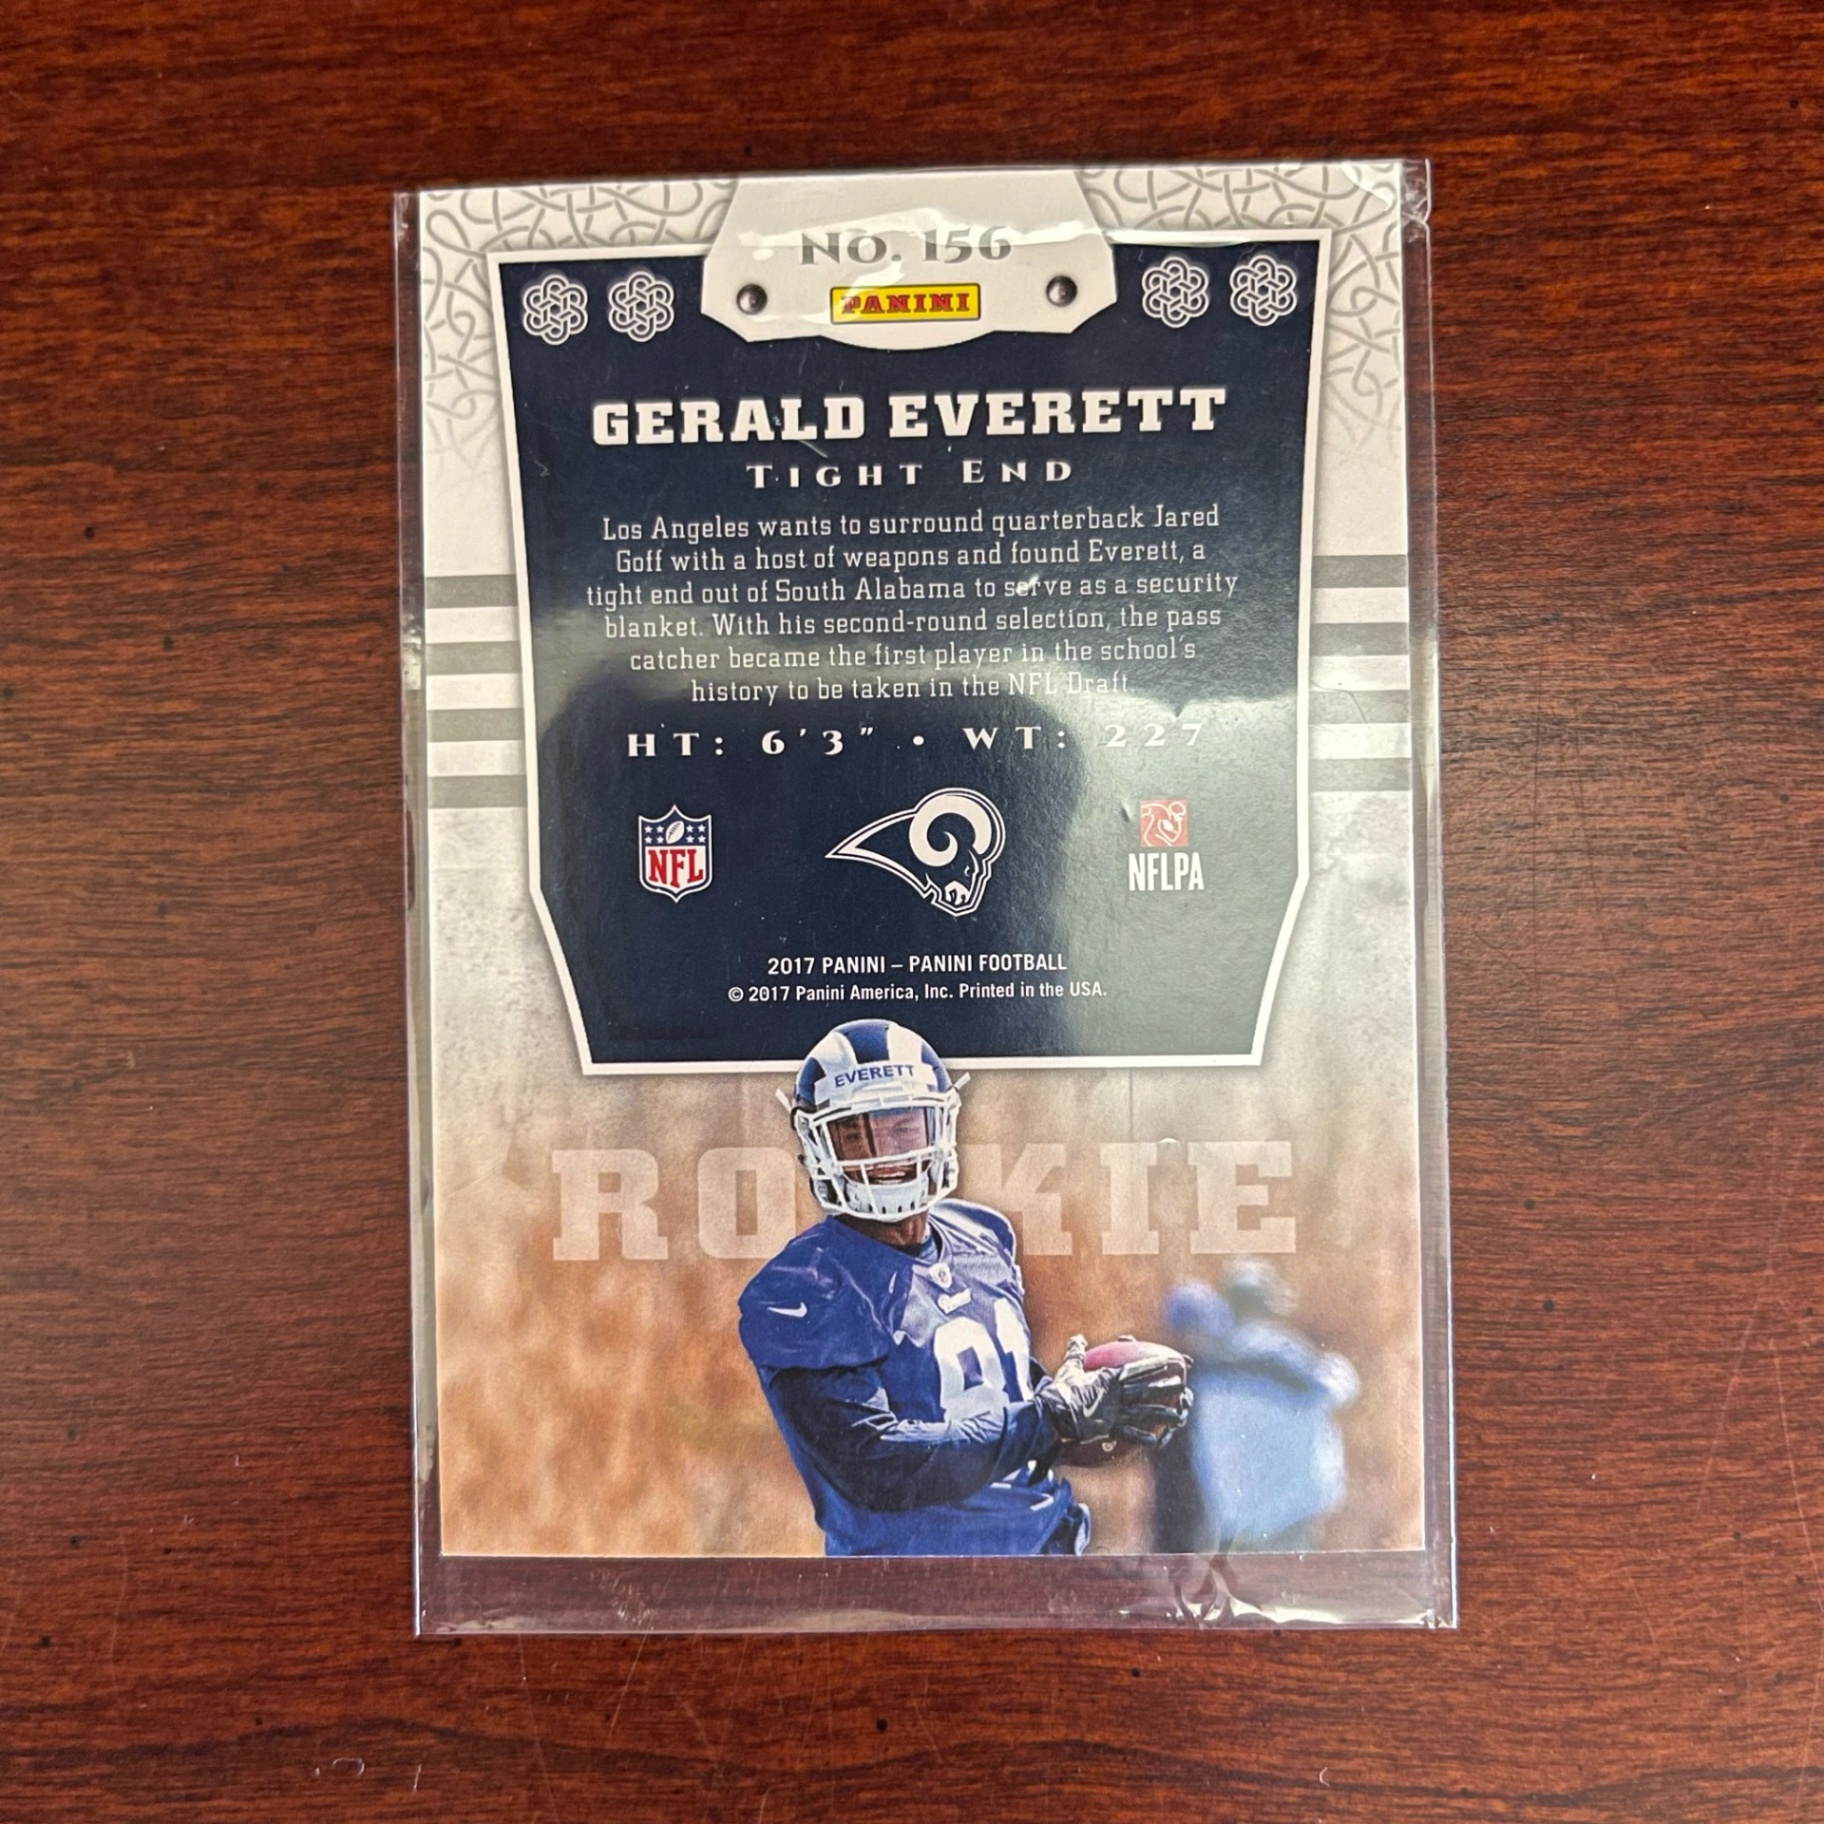 NO. 156
PANINI
GERALD EVERETT
TIGHT END
Los Angeles wants to surround quarterback Jared
Goff with a host of weapons and found Everett, a
tight end out of South Alabama to serve as a security
blanket. With his second-round selection, the pass
catcher became the first player in the school's
history to be taken in the NFL Draft.
HT: 6'3" • WT: 227
NFL
NFLPA
2017 PANINI – PANINI FOOTBALL
© 2017 Panini America, Inc. Printed in the USA.
EVERETT
ROOKIE
81